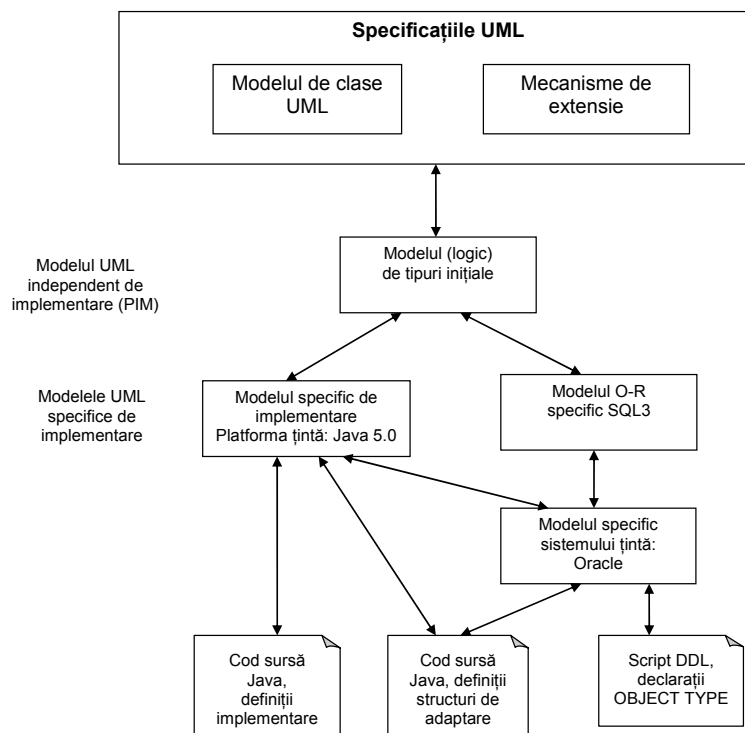 Specificațiile UML
Modelul de clase
UML
Mecanisme de
extensie
Modelul UML
independent de
implementare (PIM)
Modelul (logic)
de tipuri inițiale
Modelele UML
specifice de
implementare
Modelul specific de
implementare
Platforma țintă: Java 5.0
Modelul O-R
specific SQL3
Modelul specific
sistemului țintă:
Oracle
Cod sursă
Java,
definiții
implementare
Cod sursă
Java, definiții
structuri de
adaptare
Script DDL,
declarații
OBJECT TYPE